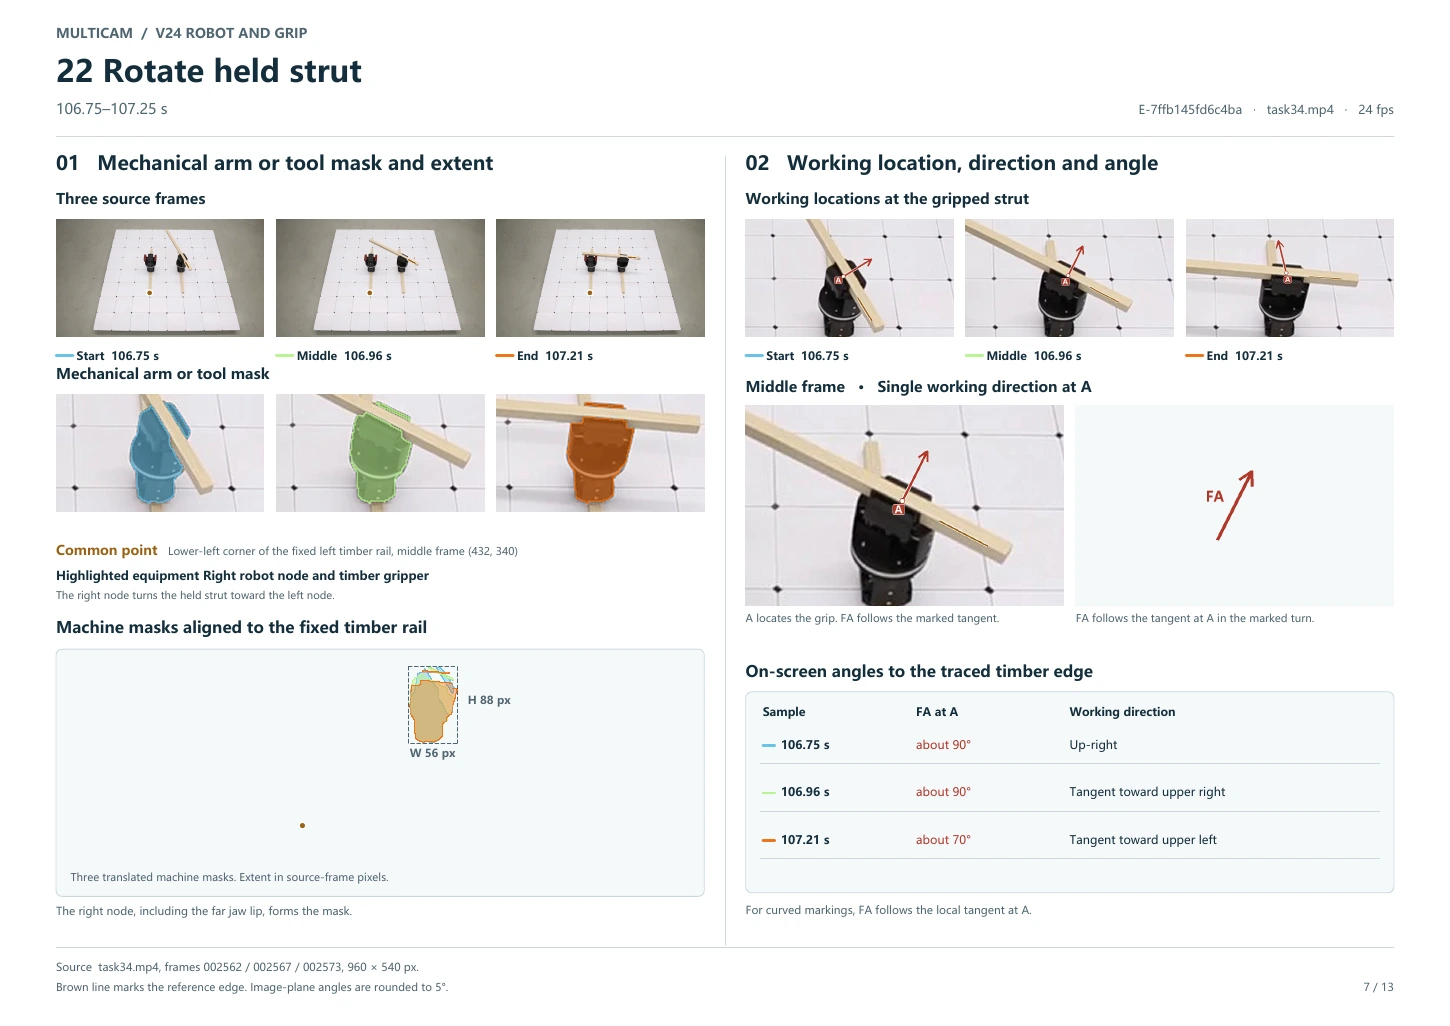 MULTICAM / V24 ROBOT AND GRIP
22 Rotate held strut
106.75–107.25 s
E-7ffb145fd6c4ba · task34.mp4 · 24 fps
01 Mechanical arm or tool mask and extent
Three source frames
Start 106.75 s
Middle 106.96 s
End 107.21 s
Mechanical arm or tool mask
Common point Lower-left corner of the fixed left timber rail, middle frame (432, 340)
Highlighted equipment Right robot node and timber gripper
The right node turns the held strut toward the left node.
Machine masks aligned to the fixed timber rail
H 88 px
W 56 px
Three translated machine masks. Extent in source-frame pixels.
The right node, including the far jaw lip, forms the mask.
02 Working location, direction and angle
Working locations at the gripped strut
A
A
A
Start 106.75 s
Middle 106.96 s
End 107.21 s
Middle frame • Single working direction at A
A
FA
A locates the grip. FA follows the marked tangent.
FA follows the tangent at A in the marked turn.
On-screen angles to the traced timber edge
Sample FA at A Working direction
106.75 s about 90° Up-right
106.96 s about 90° Tangent toward upper right
107.21 s about 70° Tangent toward upper left
For curved markings, FA follows the local tangent at A.
Source task34.mp4, frames 002562 / 002567 / 002573, 960 × 540 px.
Brown line marks the reference edge. Image-plane angles are rounded to 5°.
7 / 13